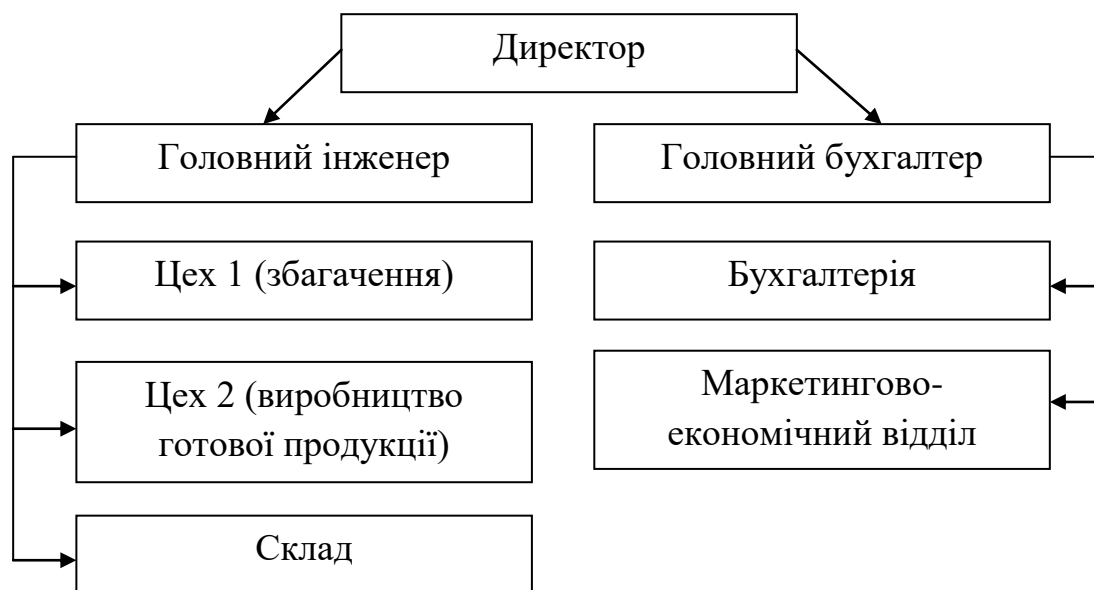 Директор
Головний інженер
Головний бухгалтер
Цех 1 (збагачення)
Бухгалтерія
Цех 2 (виробництво
готової продукції)
Маркетингово-
економічний відділ
Склад